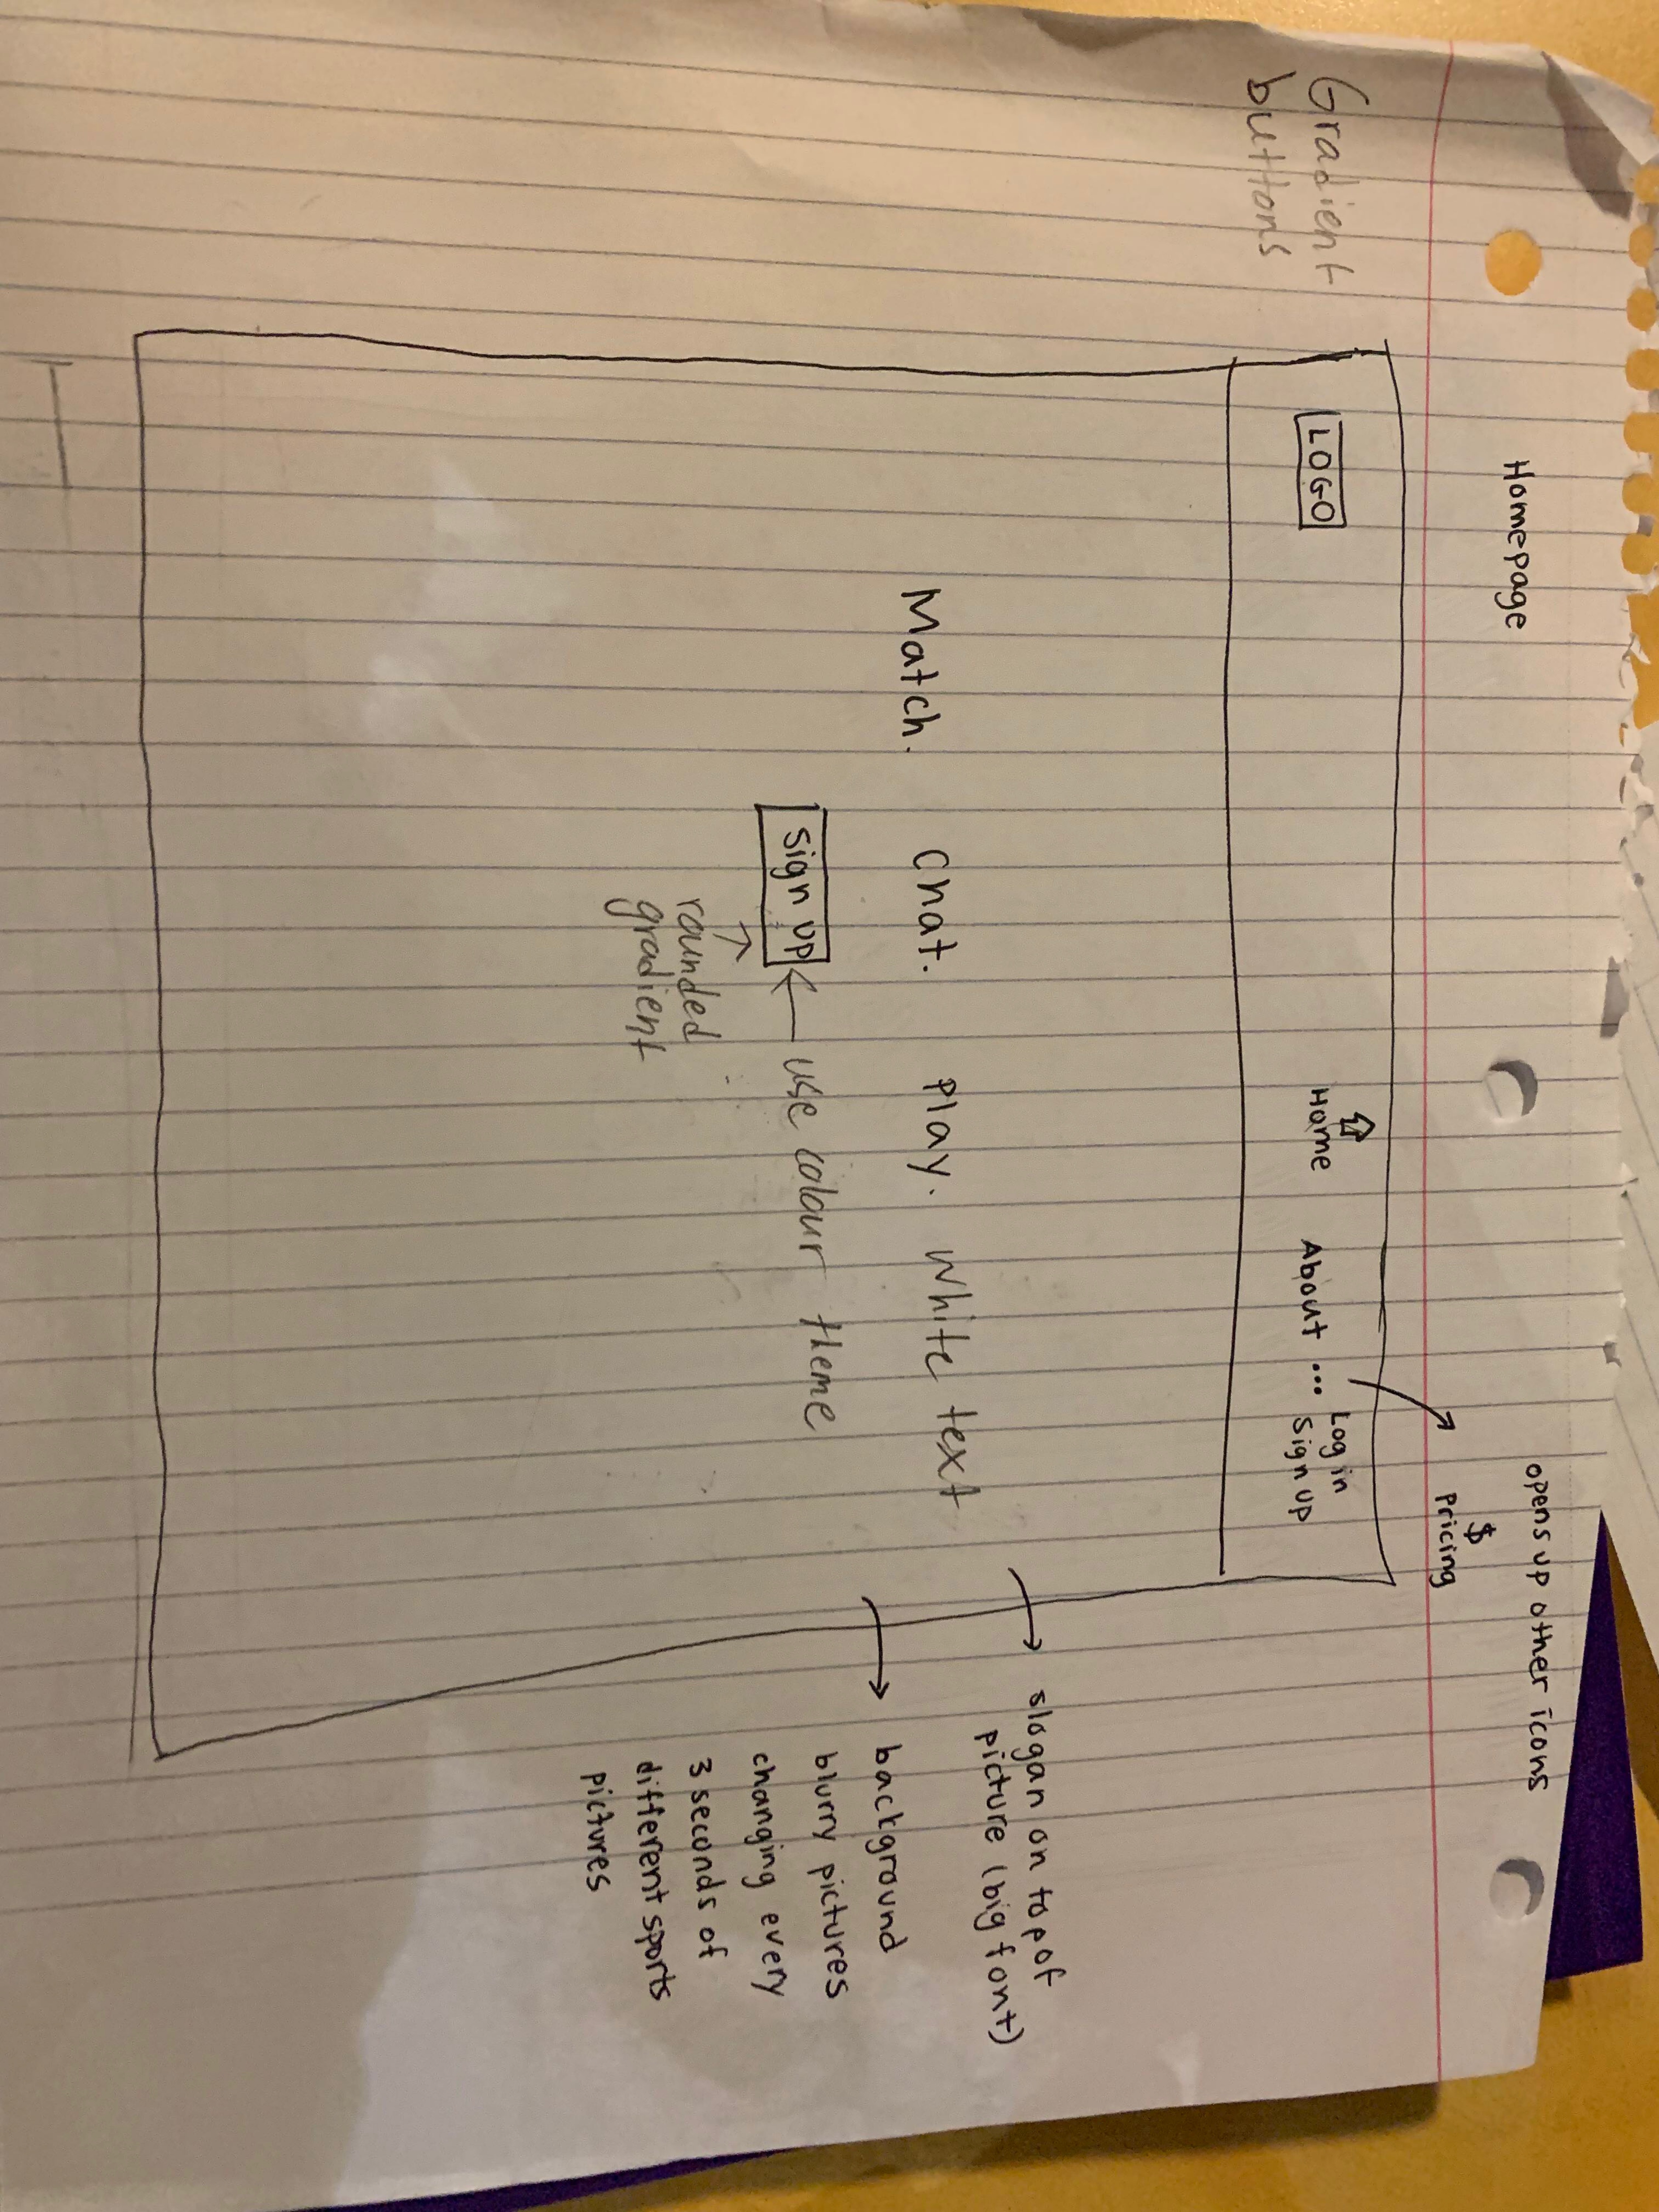 Homepage
opens up other icons
$
Pricing
Gradient
buttons
LOGO
Home
About ...
Log in
Sign up
Match. Chat. Play. White text
slogan on top of
picture (big font)
Sign up
use colour theme
rounded
gradient
background
blurry pictures
changing every
3 seconds of
different sports
pictures